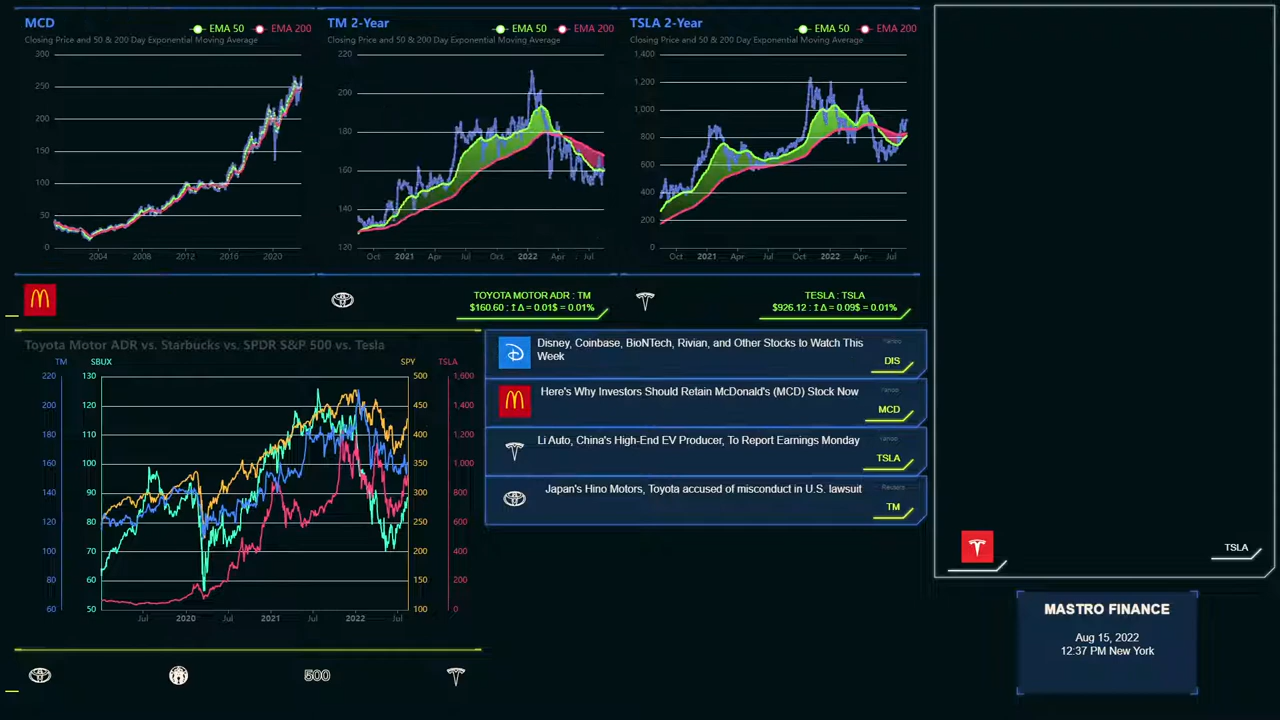 MCD
EMA 50
EMA 200
Closing Price and 50 & 200 Day Exponential Moving Average
300
250
200
150
100
50
0
2004
2008
2012
2016
2020
TM 2-Year
EMA 50
EMA 200
Closing Price and 50 & 200 Day Exponential Moving Average
220
200
180
160
140
120
Oct
2021
Apr
Jul
Oct
2022
Apr
Jul
TSLA 2-Year
EMA 50
EMA 200
Closing Price and 50 & 200 Day Exponential Moving Average
1,400
1,200
1,000
800
600
400
200
0
Oct
2021
Apr
Jul
Oct
2022
Apr
Jul
TOYOTA MOTOR ADR : TM
$160.60 : ↥ Δ = 0.01$ = 0.01%
TESLA : TSLA
$926.12 : ↥ Δ = 0.09$ = 0.01%
Toyota Motor ADR vs. Starbucks vs. SPDR S&P 500 vs. Tesla
TM
SBUX
SPY
TSLA
220
200
180
160
140
120
100
80
60
130
120
110
100
90
80
70
60
50
500
450
400
350
300
250
200
150
100
1,600
1,400
1,200
1,000
800
600
400
200
0
Jul
2020
Jul
2021
Jul
2022
Jul
500
Disney, Coinbase, BioNTech, Rivian, and Other Stocks to Watch This
Week
Yahoo
DIS
Here's Why Investors Should Retain McDonald's (MCD) Stock Now
Yahoo
MCD
Li Auto, China's High-End EV Producer, To Report Earnings Monday
Yahoo
TSLA
Japan's Hino Motors, Toyota accused of misconduct in U.S. lawsuit
Reuters
TM
TSLA
MASTRO FINANCE
Aug 15, 2022
12:37 PM New York